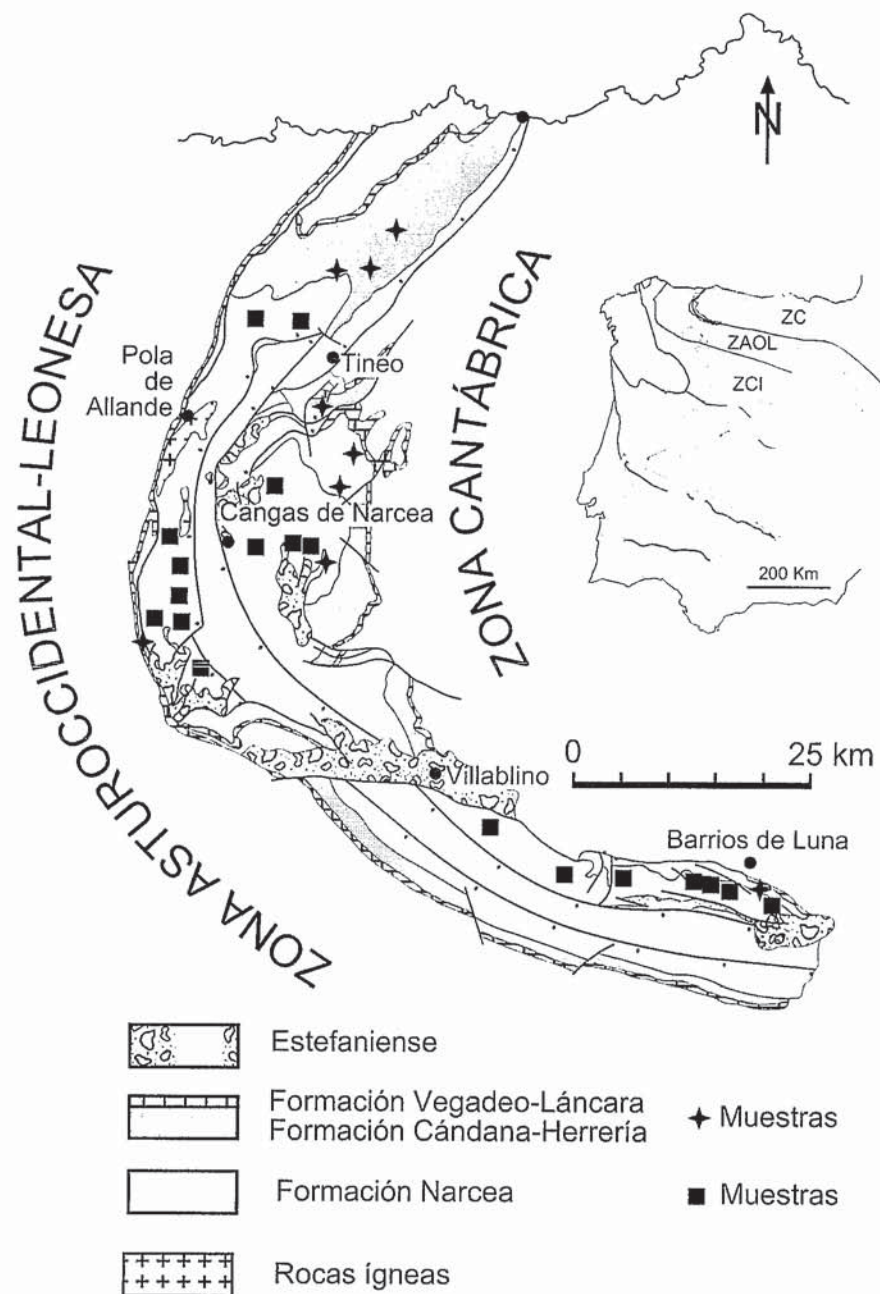 N
ZONA ASTUROCCIDENTAL-LEONESA
ZONA CANTÁBRICA
Pola
de
Allande
Tineo
Cangas de Narcea
ZC
ZAOL
ZCI
200 Km
0 25 km
Villablino
Barrios de Luna
Estefaniense
Formación Vegadeo-Láncara
Formación Cándana-Herrería
Muestras
Formación Narcea
Muestras
Rocas ígneas